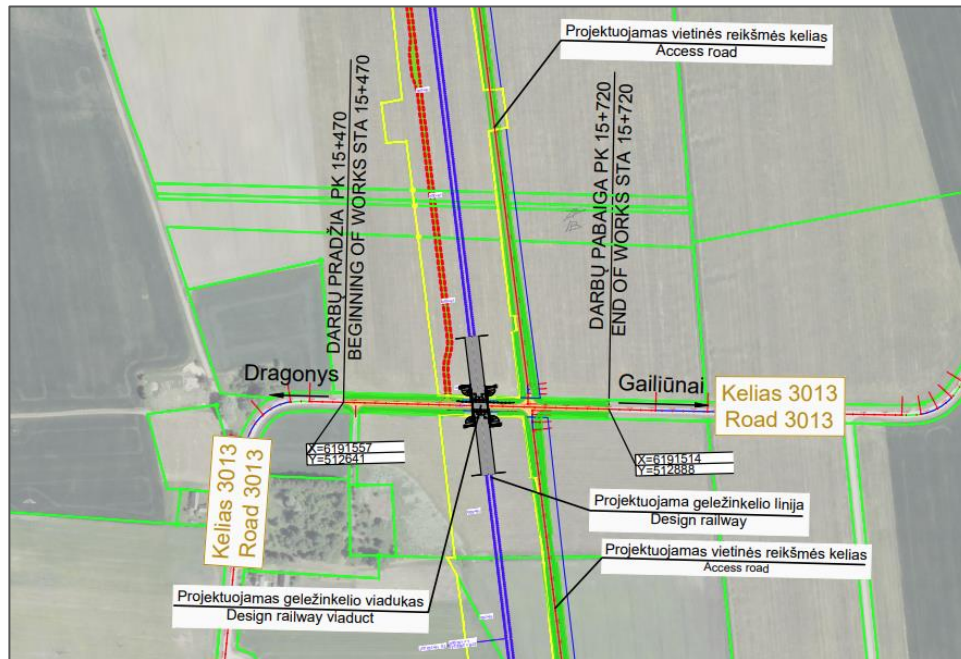 Projektuojamas vietinės reikšmės kelias
Access road
DARBŲ PRADŽIA PK 15+470
BEGINNING OF WORKS STA 15+470
DARBŲ PABAIGA PK 15+720
END OF WORKS STA 15+720
Dragonys
Gailiūnai
Kelias 3013
Road 3013
X=6191557
Y=512641
X=6191514
Y=512888
Kelias 3013
Road 3013
Projektuojama geležinkelio linija
Design railway
Projektuojamas vietinės reikšmės kelias
Access road
Projektuojamas geležinkelio viadukas
Design railway viaduct